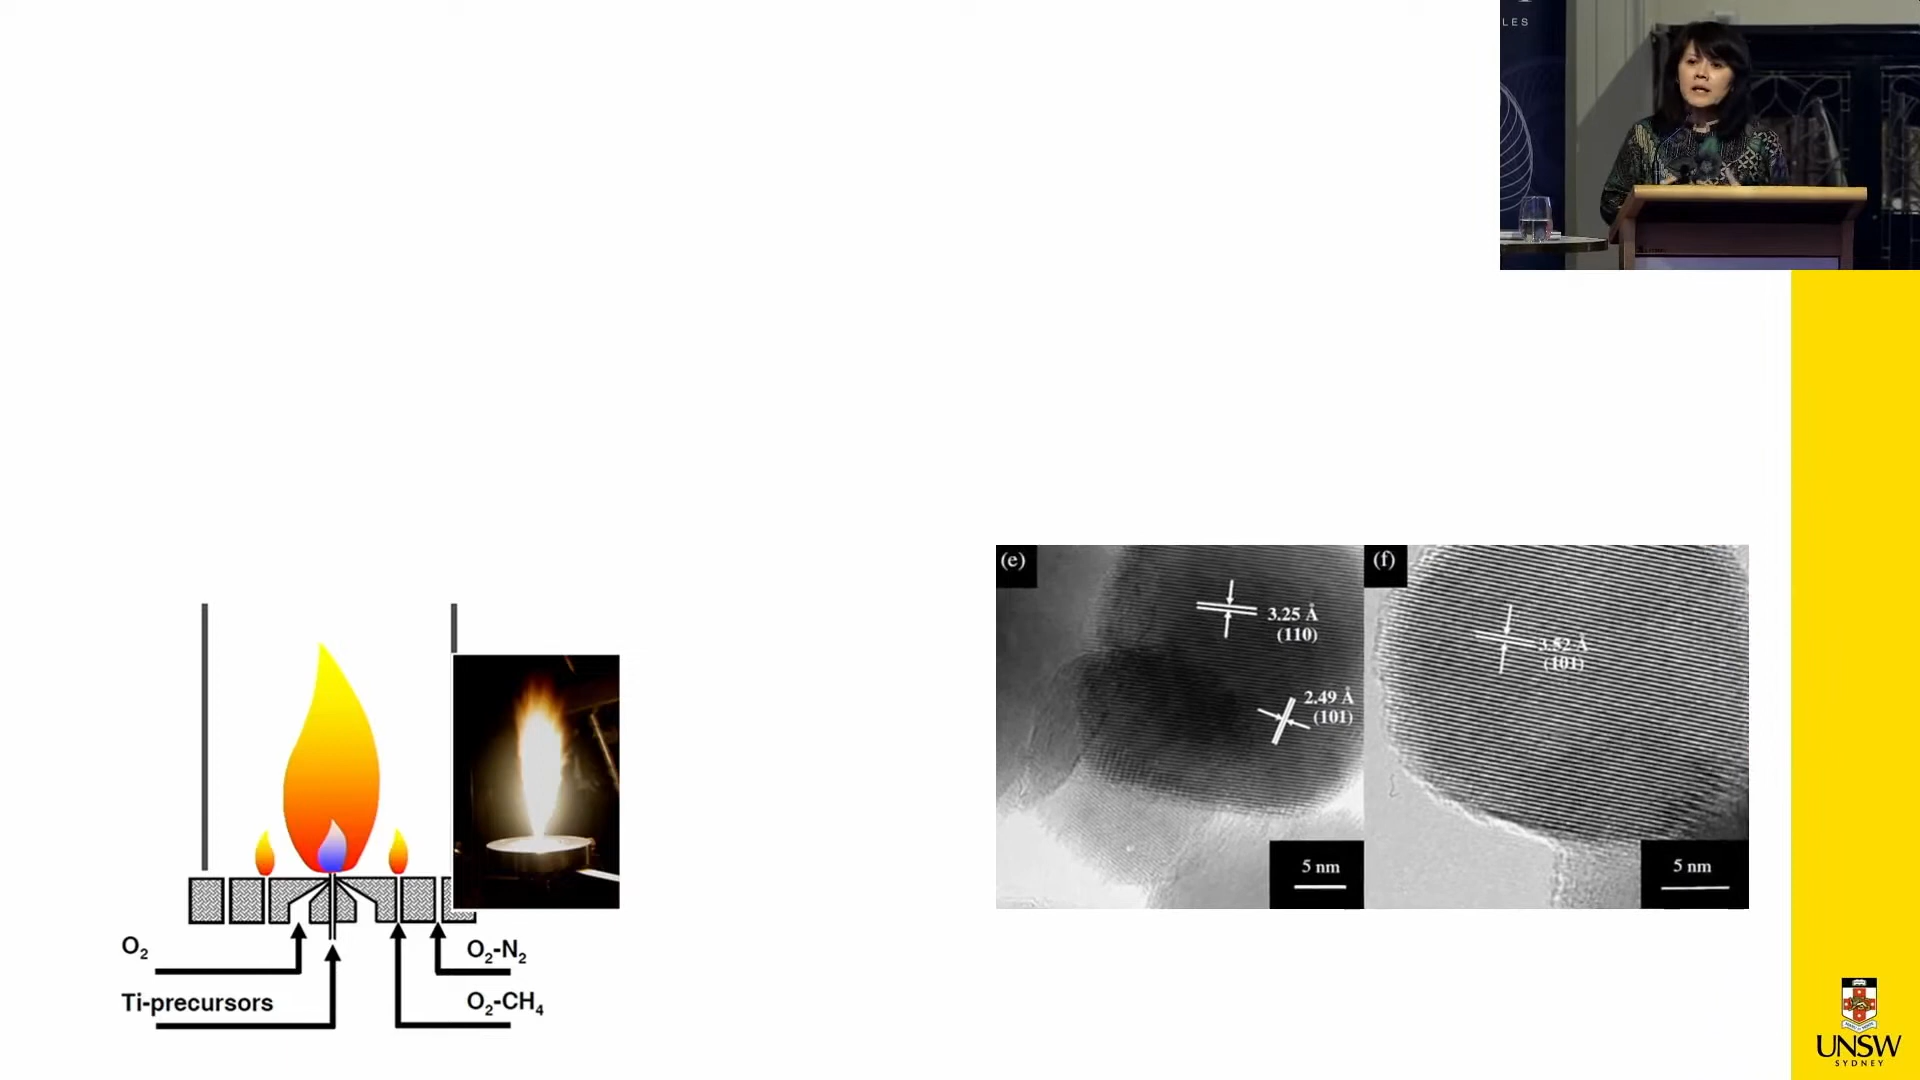 LES
(e)
(f)
3.25 Å
(110)
3.52 Å
(101)
2.49 Å
(101)
5 nm
5 nm
O₂
O₂-N₂
Ti-precursors
O₂-CH₄
UNSW
SYDNEY